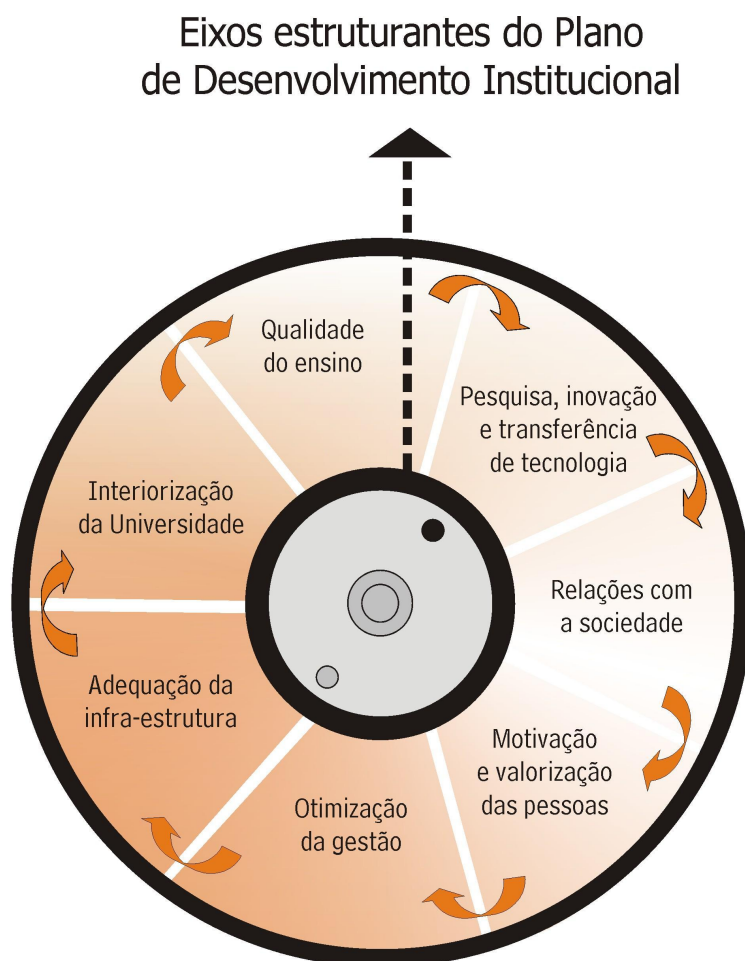 Eixos estruturantes do Plano
de Desenvolvimento Institucional
Qualidade
do ensino
Pesquisa, inovação
e transferência
de tecnologia
Relações com
a sociedade
Motivação
e valorização
das pessoas
Otimização
da gestão
Adequação da
infra-estrutura
Interiorização
da Universidade